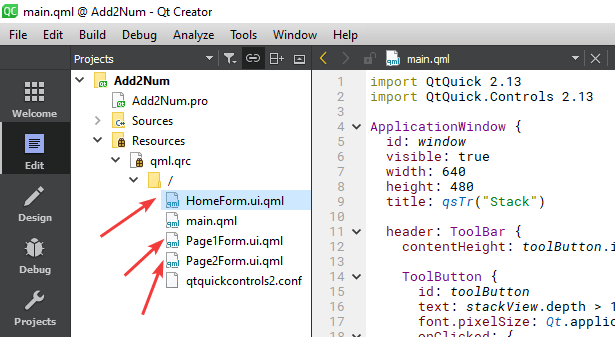 main.qml @ Add2Num - Qt Creator
File Edit Build Debug Analyze Tools Window Help
Projects
main.qml
Welcome
Edit
Design
Debug
Projects
Add2Num
Add2Num.pro
Sources
Resources
qml.qrc
/
HomeForm.ui.qml
main.qml
Page1Form.ui.qml
Page2Form.ui.qml
qtquickcontrols2.conf
1 import QtQuick 2.13
2 import QtQuick.Controls 2.13
3
4 ApplicationWindow {
5 id: window
6 visible: true
7 width: 640
8 height: 480
9 title: qsTr("Stack")
10
11 header: ToolBar {
12 contentHeight: toolButton.i
13
14 ToolButton {
15 id: toolButton
16 text: stackView.depth > 1
17 font.pixelSize: Qt.applic
18 onClicked: {